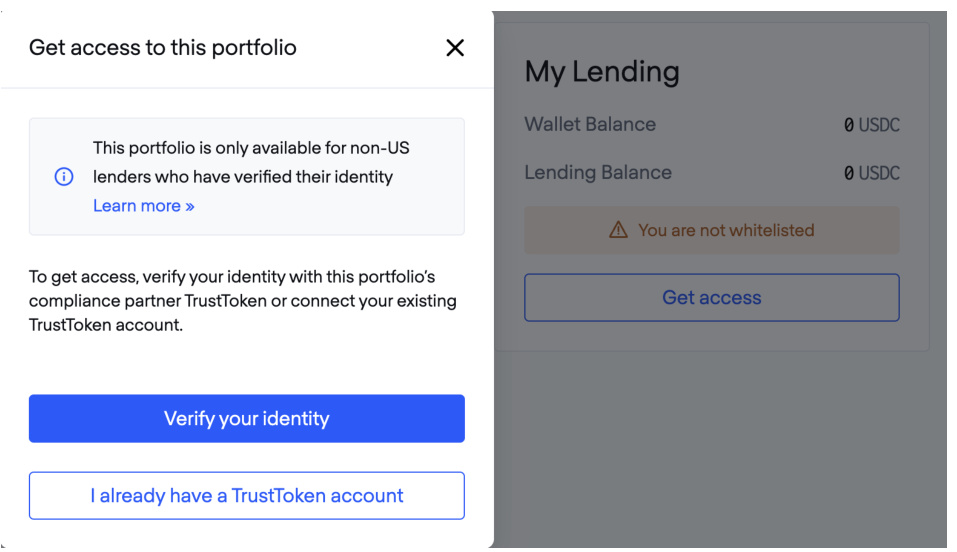 Get access to this portfolio
This portfolio is only available for non-US
lenders who have verified their identity
Learn more »
To get access, verify your identity with this portfolio's
compliance partner TrustToken or connect your existing
TrustToken account.
Verify your identity
I already have a TrustToken account
My Lending
Wallet Balance 0 USDC
Lending Balance 0 USDC
You are not whitelisted
Get access